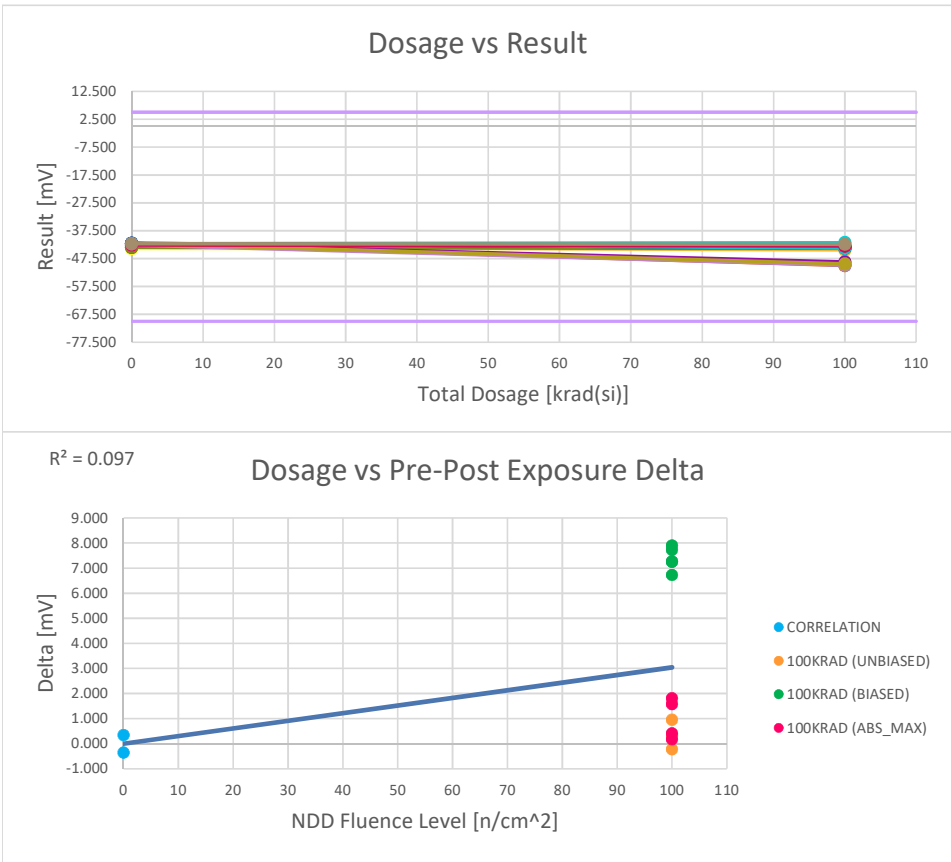 Dosage vs Result
12.500
2.500
-7.500
-17.500
-27.500
-37.500
-47.500
-57.500
-67.500
-77.500
Result [mV]
0 10 20 30 40 50 60 70 80 90 100 110
Total Dosage [krad(si)]
R² = 0.097
Dosage vs Pre-Post Exposure Delta
9.000
8.000
7.000
6.000
5.000
4.000
3.000
2.000
1.000
0.000
-1.000
Delta [mV]
0 10 20 30 40 50 60 70 80 90 100 110
NDD Fluence Level [n/cm^2]
CORRELATION
100KRAD (UNBIASED)
100KRAD (BIASED)
100KRAD (ABS_MAX)